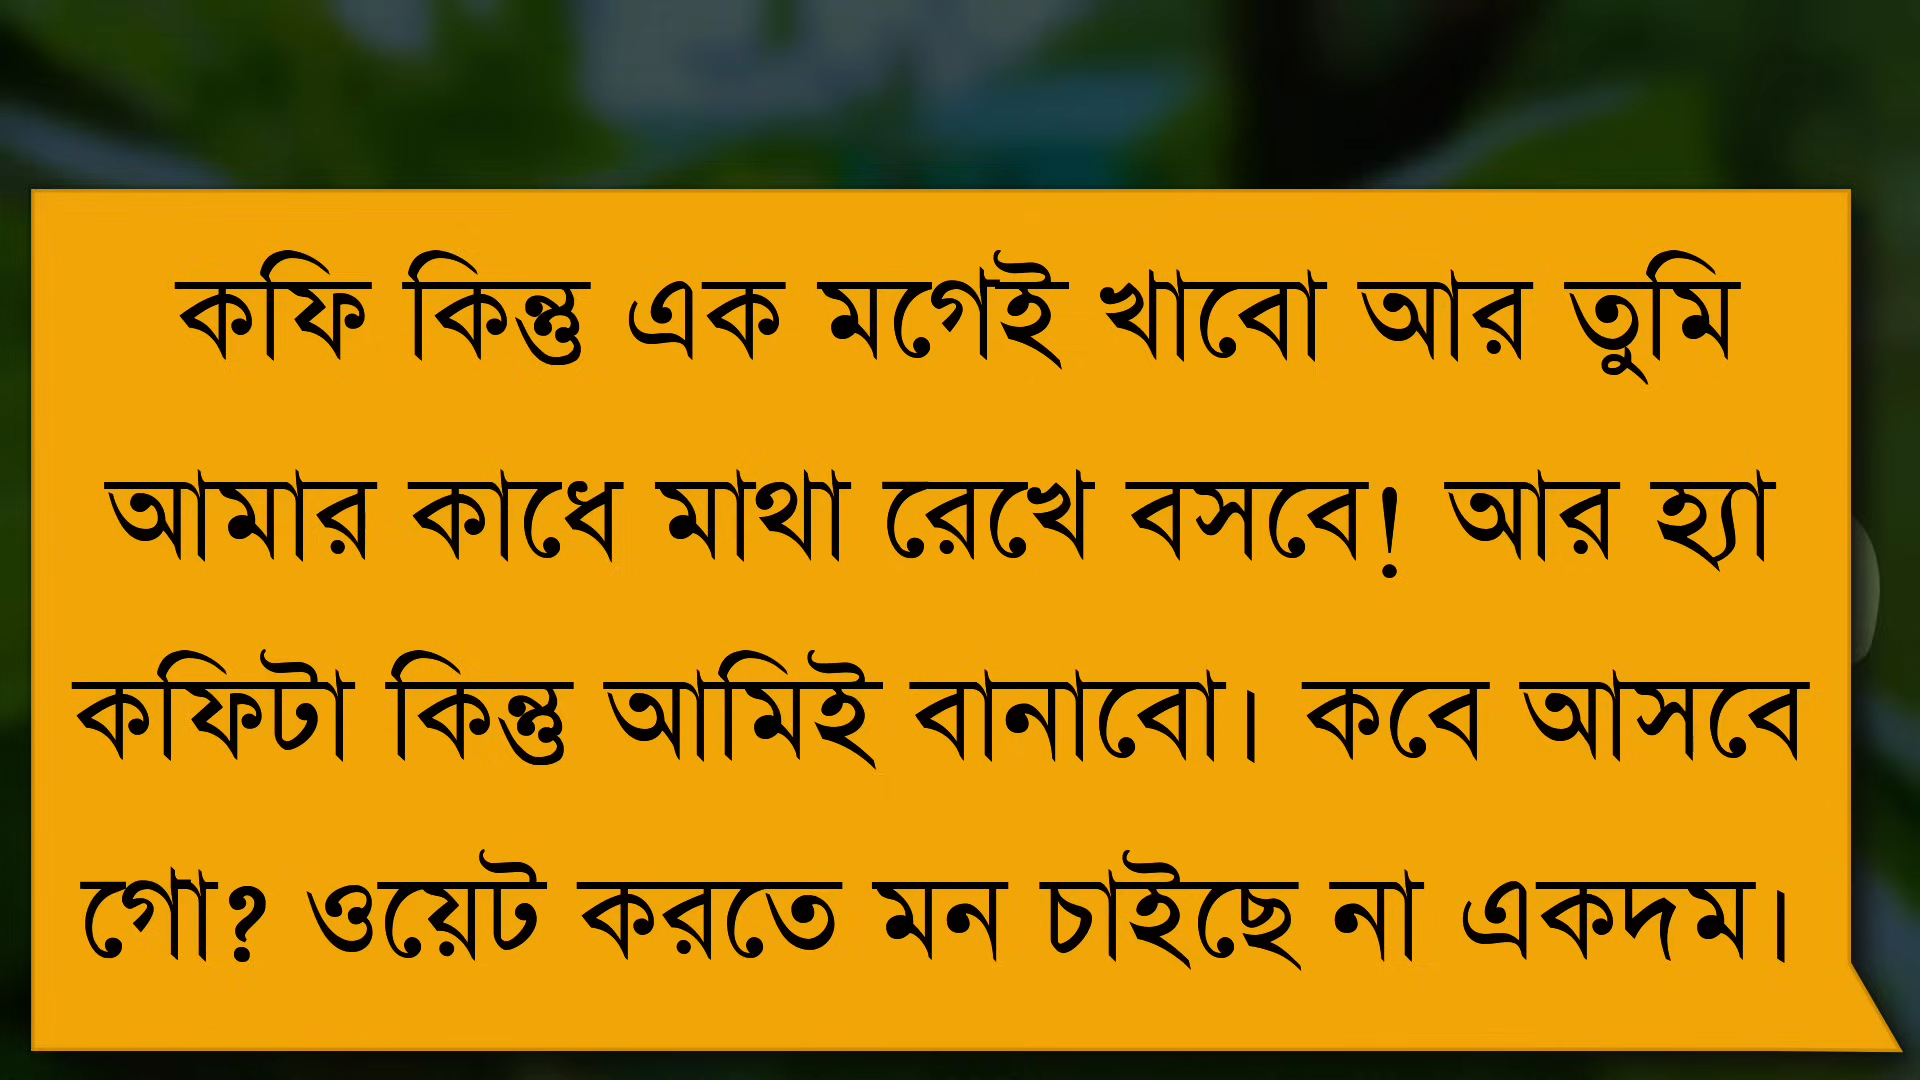 কফি কিন্তু এক মগেই খাবো আর তুমি
আমার কাধে মাথা রেখে বসবে! আর হ্যা
কফিটা কিন্তু আমিই বানাবো। কবে আসবে
গো? ওয়েট করতে মন চাইছে না একদম।